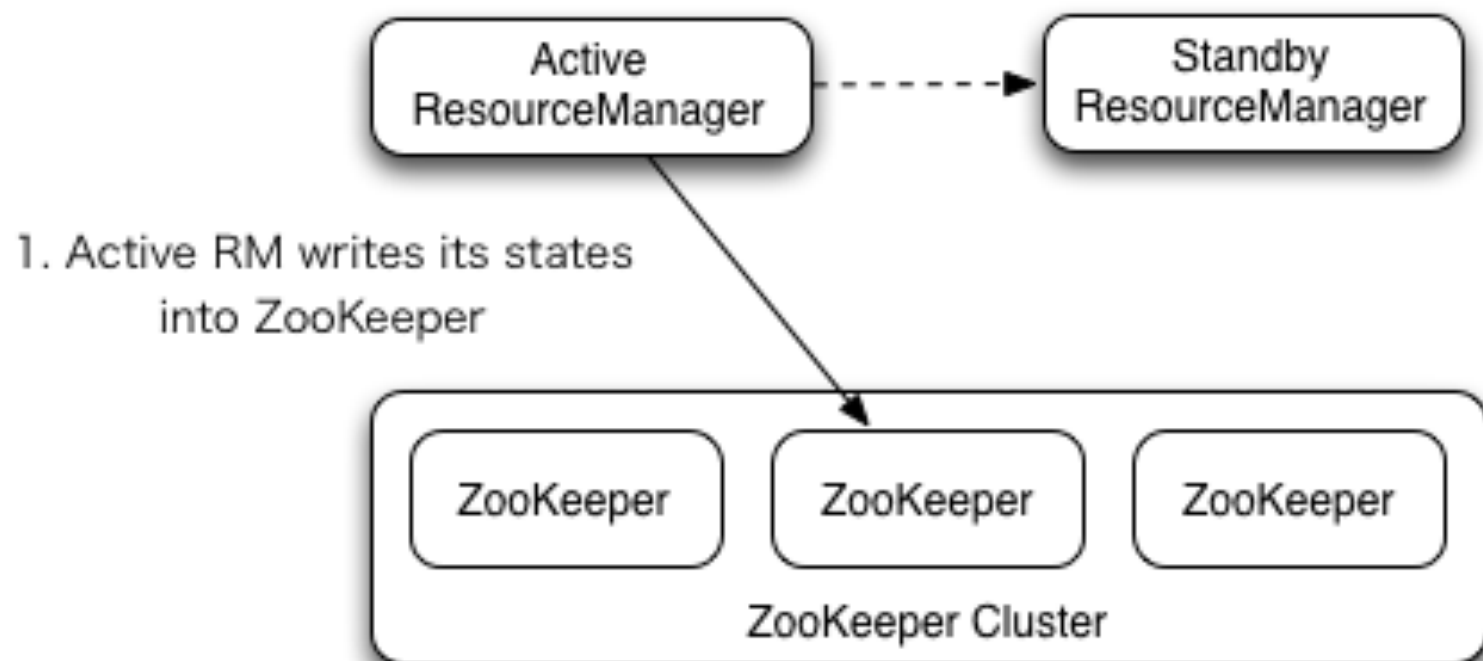 Active
ResourceManager
Standby
ResourceManager
1. Active RM writes its states
into ZooKeeper
ZooKeeper
ZooKeeper
ZooKeeper
ZooKeeper Cluster